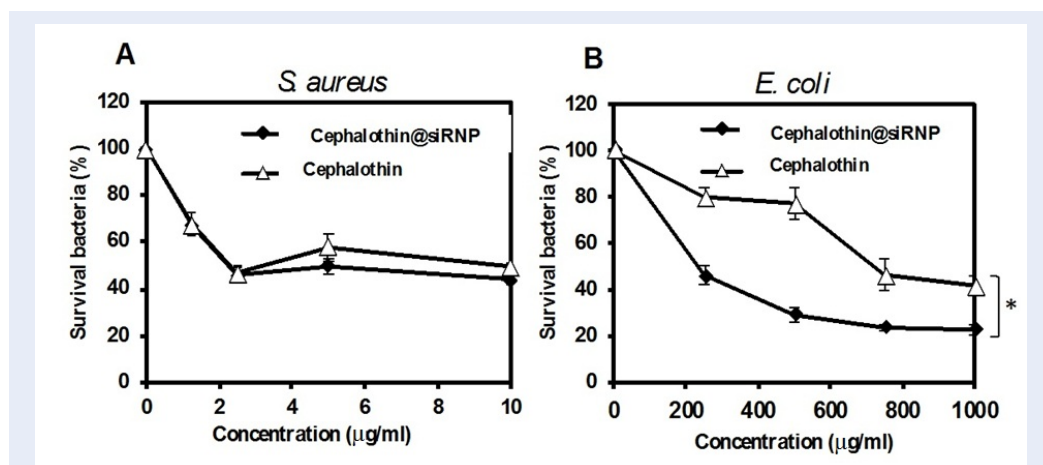 A
S. aureus
120
100
80
60
40
20
0
Survival bacteria (%)
Cephalothin@siRNP
Cephalothin
0 2 4 6 8 10
Concentration (μg/ml)
B
E. coli
120
100
80
60
40
20
0
Survival bacteria (%)
Cephalothin@siRNP
Cephalothin
*
0 200 400 600 800 1000
Concentration (μg/ml)